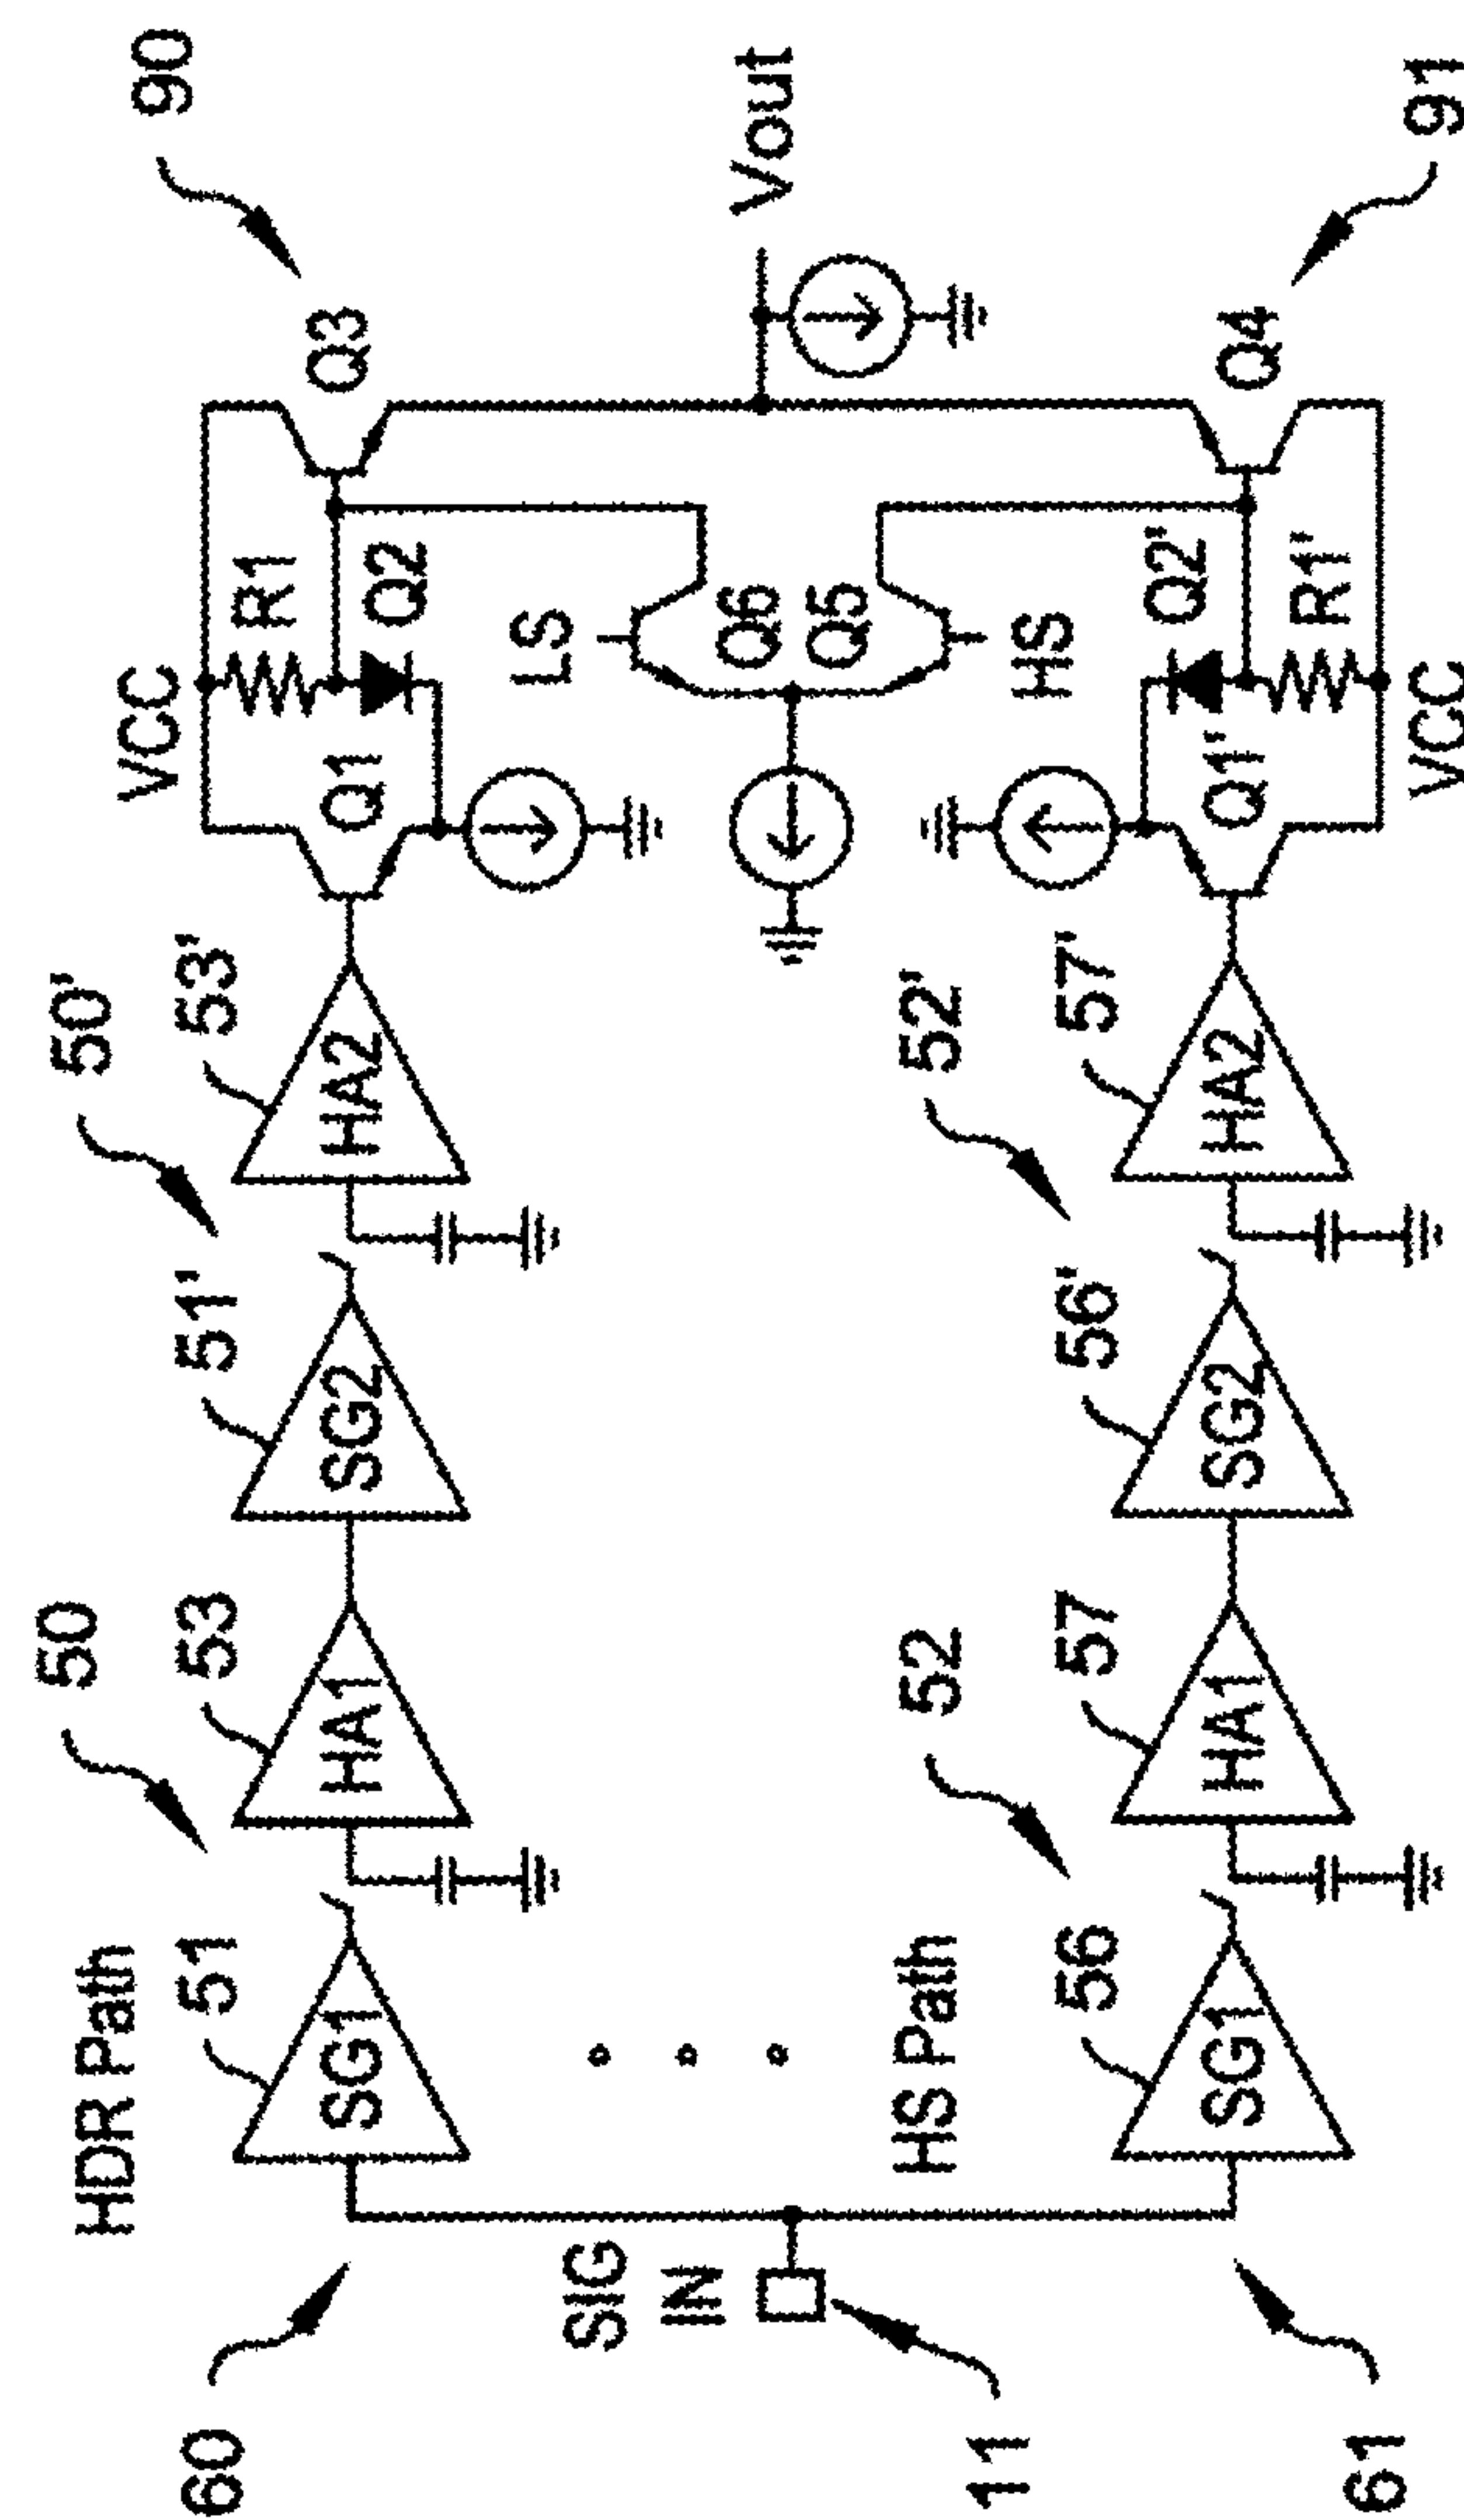 60
HDR Path
50
50'
90
51
53
51'
53'
VCC
R1
Q1
Q2
Q3
SG1
HA1
SG2
HA2
LS
SIG
IN
Q6
Q5
Vout
11
HS Path
52
52'
HS
56
57
56'
57'
Q1'
Q2'
R1'
Q4
SG1
HA1
SG2
HA2
VCC
61
91